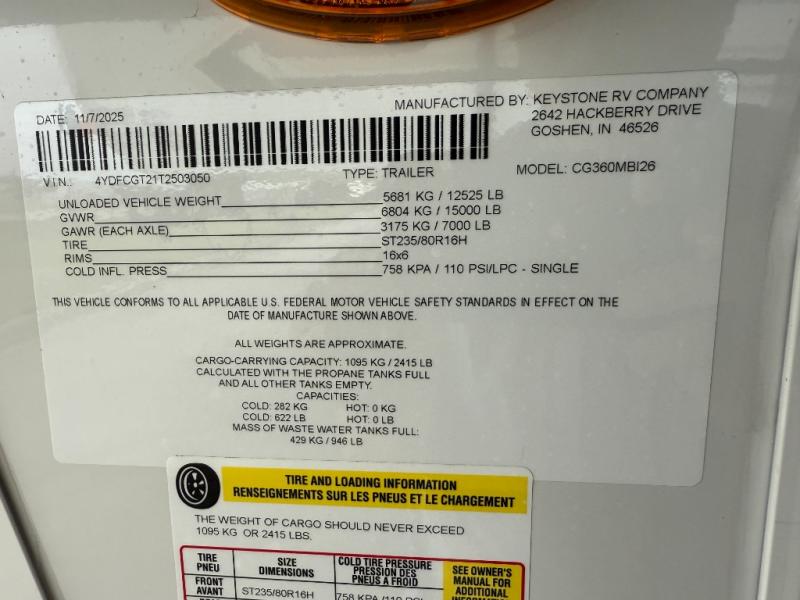 DATE: 11/7/2025
MANUFACTURED BY: KEYSTONE RV COMPANY
2642 HACKBERRY DRIVE
GOSHEN, IN 46526
V I N.: 4YDFCGT21T2503050 TYPE: TRAILER MODEL: CG360MBI26
UNLOADED VEHICLE WEIGHT 5681 KG / 12525 LB
GVWR 6804 KG / 15000 LB
GAWR (EACH AXLE) 3175 KG / 7000 LB
TIRE ST235/80R16H
RIMS 16x6
COLD INFL. PRESS 758 KPA / 110 PSI/LPC - SINGLE
THIS VEHICLE CONFORMS TO ALL APPLICABLE U.S. FEDERAL MOTOR VEHICLE SAFETY STANDARDS IN EFFECT ON THE
DATE OF MANUFACTURE SHOWN ABOVE.
ALL WEIGHTS ARE APPROXIMATE.
CARGO-CARRYING CAPACITY: 1095 KG / 2415 LB
CALCULATED WITH THE PROPANE TANKS FULL
AND ALL OTHER TANKS EMPTY.
CAPACITIES:
COLD: 282 KG HOT: 0 KG
COLD: 622 LB HOT: 0 LB
MASS OF WASTE WATER TANKS FULL:
429 KG / 946 LB
TIRE AND LOADING INFORMATION
RENSEIGNEMENTS SUR LES PNEUS ET LE CHARGEMENT
THE WEIGHT OF CARGO SHOULD NEVER EXCEED
1095 KG OR 2415 LBS.
TIRE
PNEU
SIZE
DIMENSIONS
COLD TIRE PRESSURE
PRESSION DES
PNEUS A FROID
SEE OWNER'S
MANUAL FOR
ADDITIONAL
FRONT
AVANT
ST235/80R16H
758 KPA /110